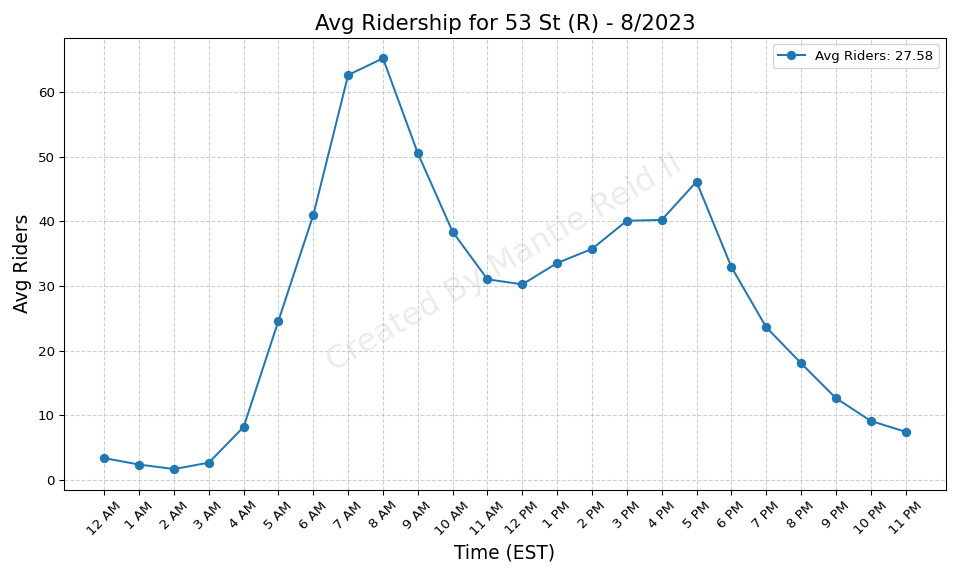 Avg Ridership for 53 St (R) - 8/2023
Avg Riders: 27.58
Avg Riders
60
50
40
30
20
10
0
Created By Mantle Reid II
12 AM
1 AM
2 AM
3 AM
4 AM
5 AM
6 AM
7 AM
8 AM
9 AM
10 AM
11 AM
12 PM
1 PM
2 PM
3 PM
4 PM
5 PM
6 PM
7 PM
8 PM
9 PM
10 PM
11 PM
Time (EST)